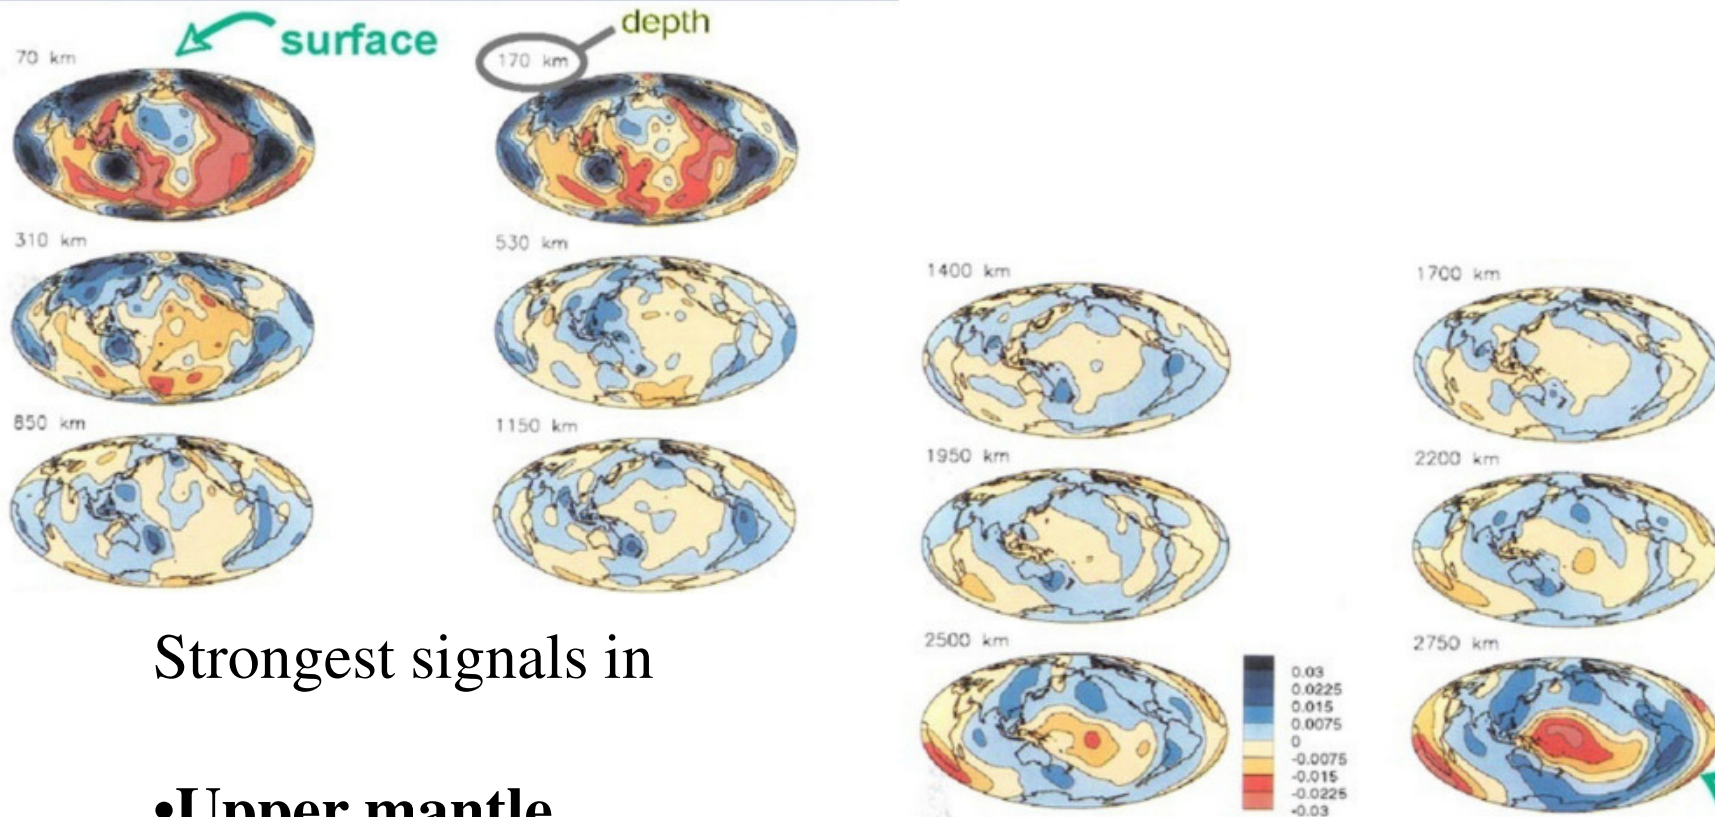 surface
depth
70 km
170 km
310 km
530 km
850 km
1150 km
Strongest signals in
•Upper mantle
1400 km
1700 km
1950 km
2200 km
2500 km
2750 km
0.03
0.0225
0.015
0.0075
0
-0.0075
-0.015
-0.0225
-0.03